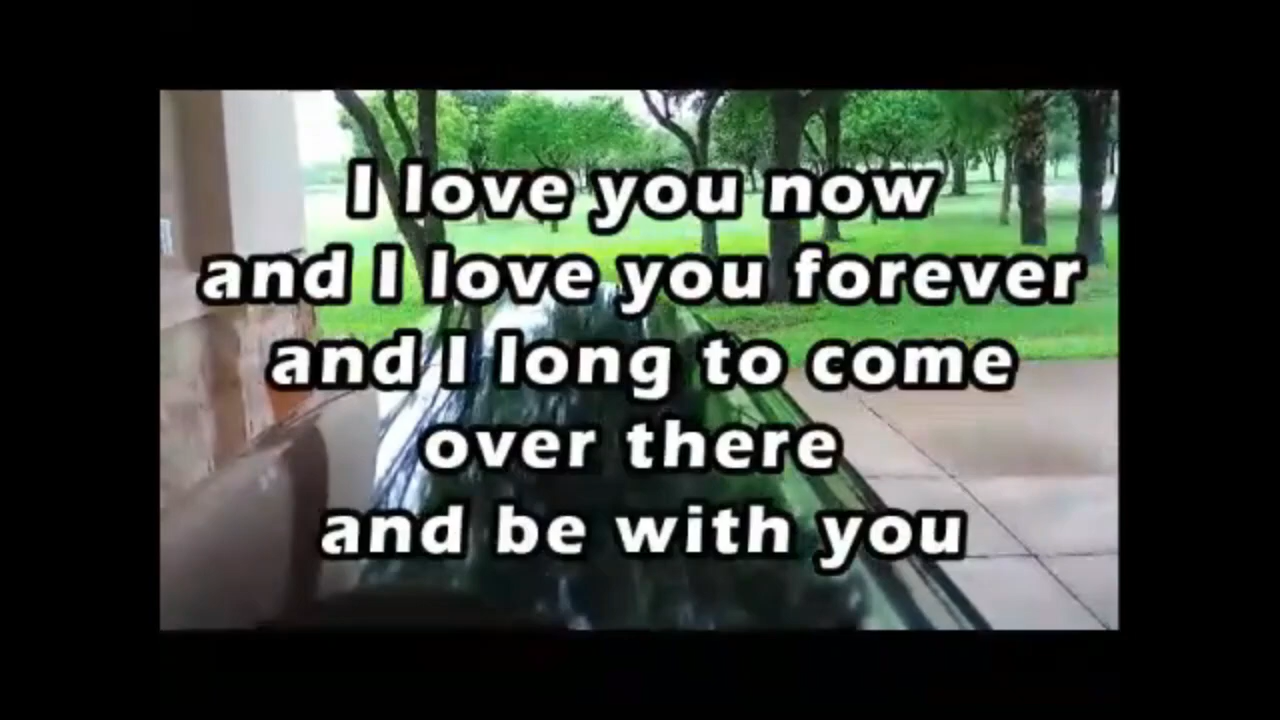 I love you now
and I love you forever
and I long to come
over there
and be with you